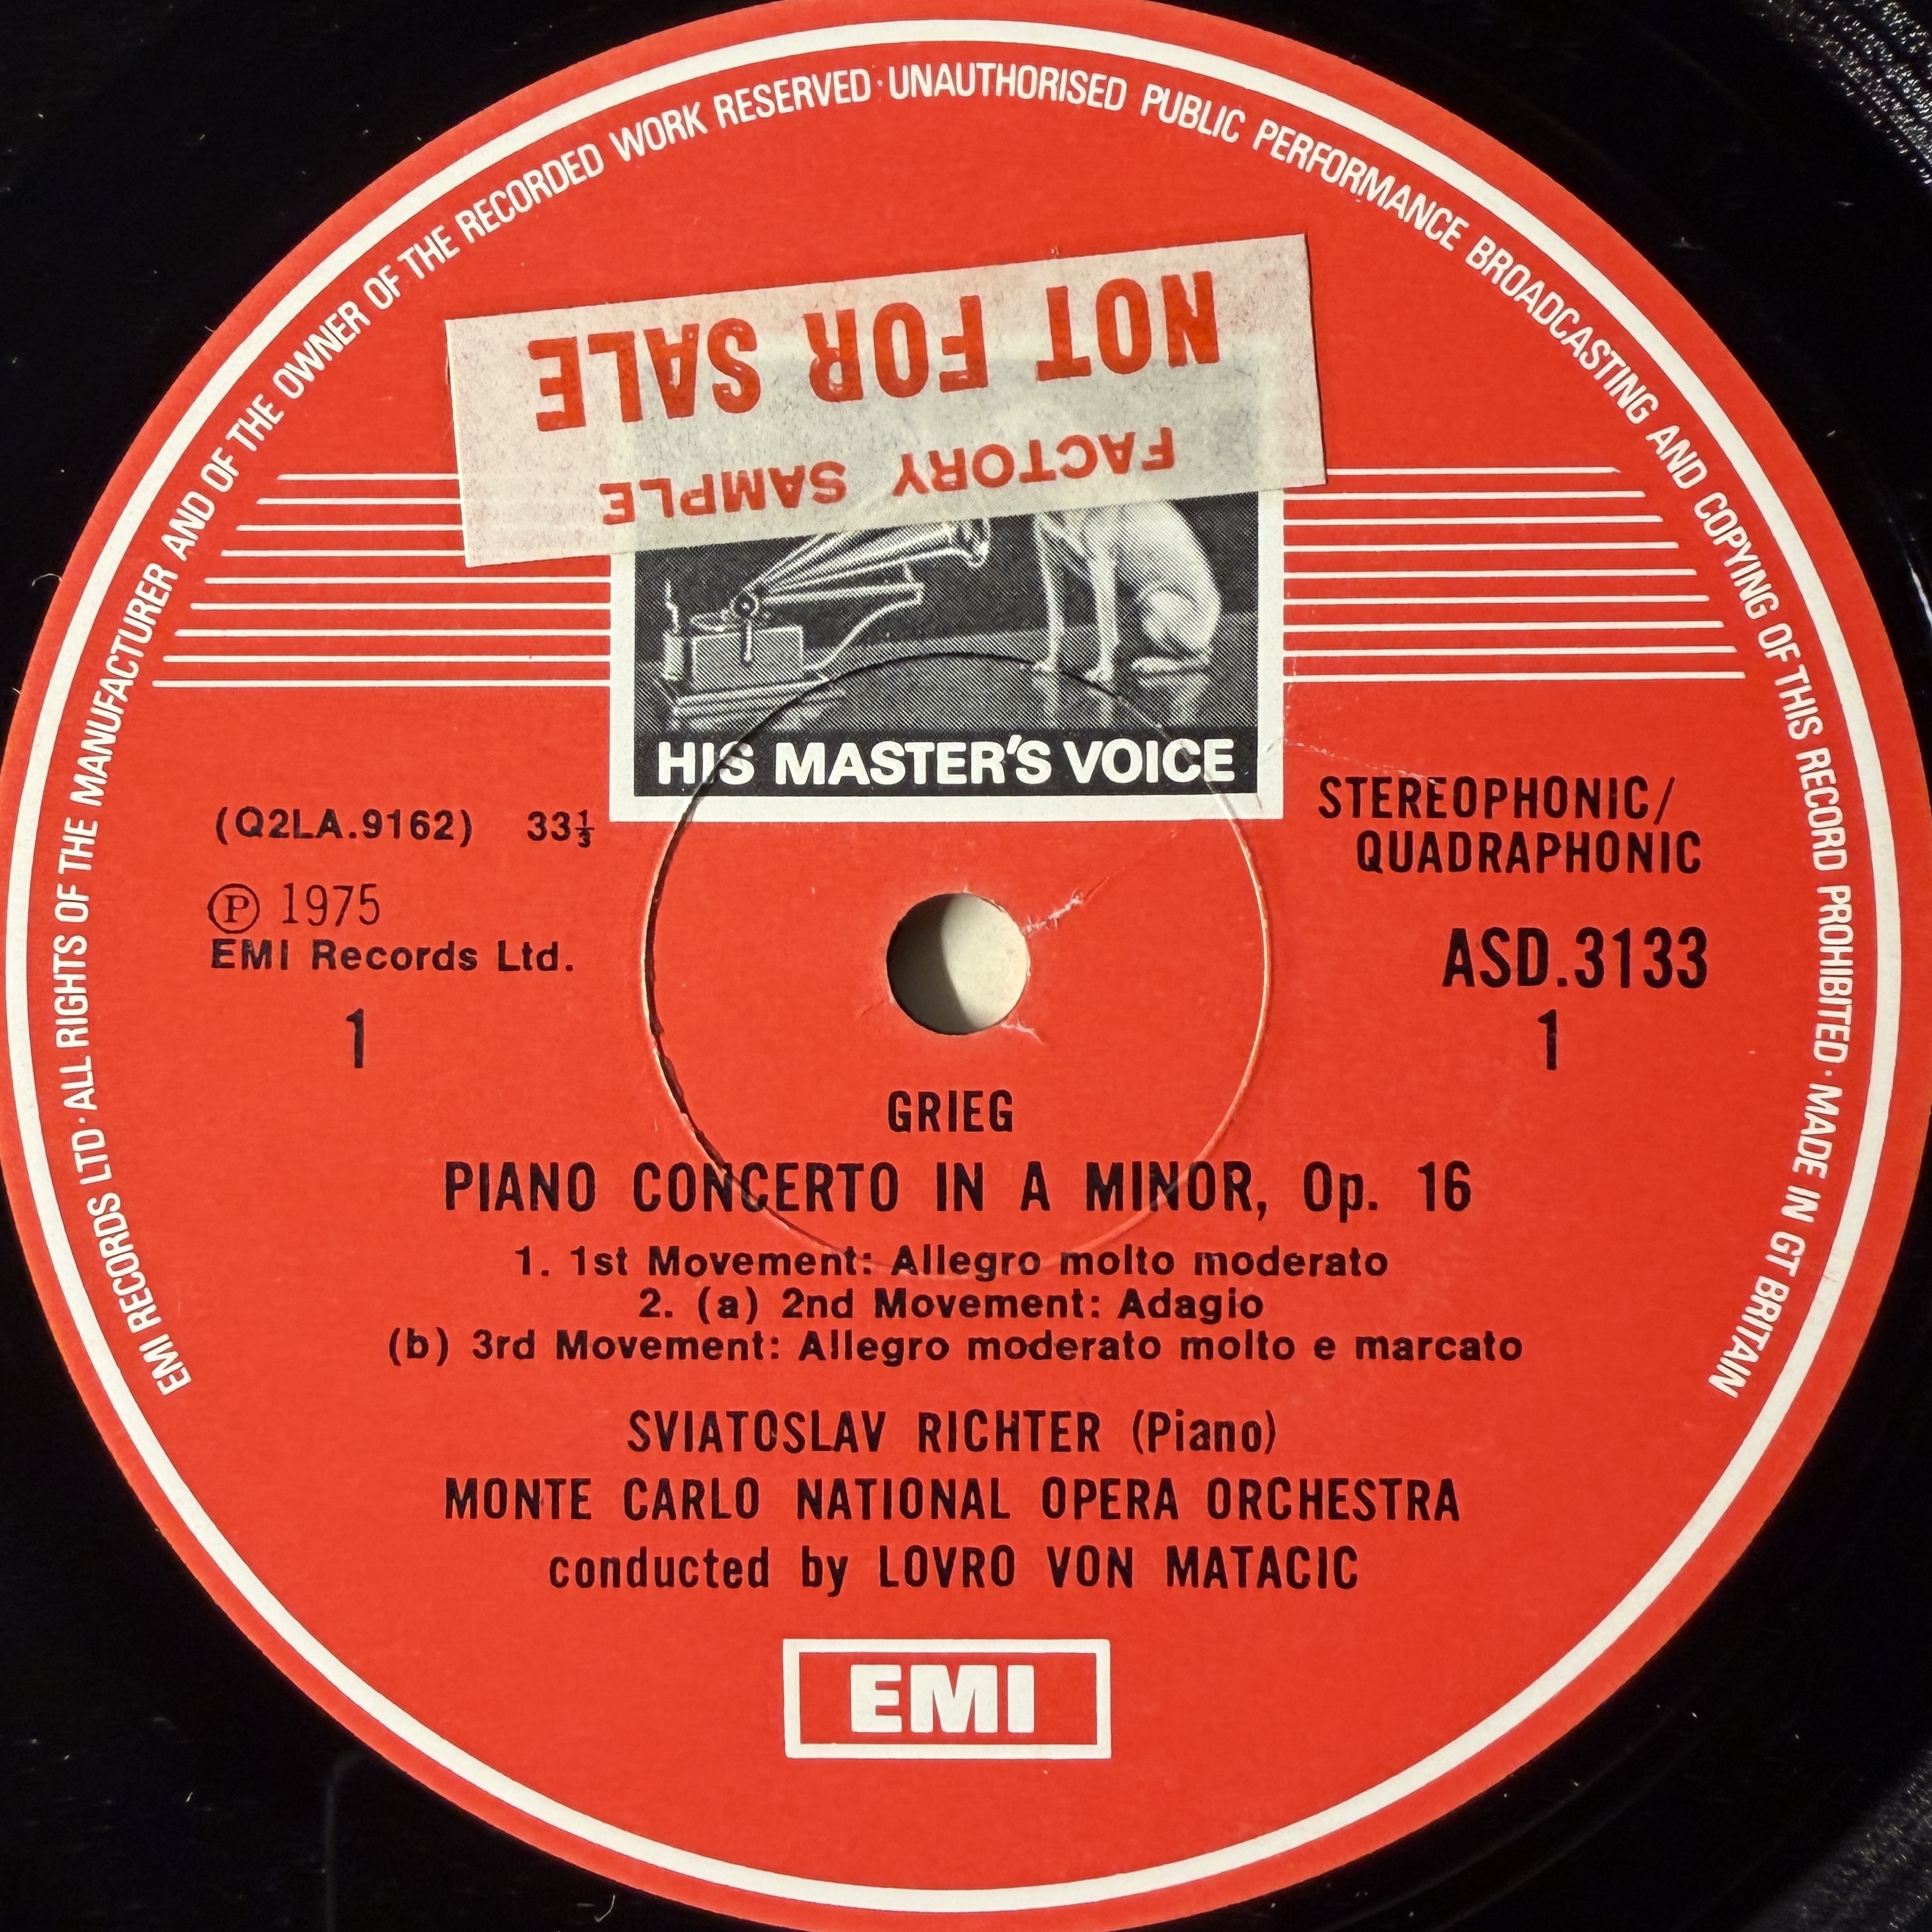 EMI RECORDS LTD · ALL RIGHTS OF THE MANUFACTURER AND OF THE OWNER OF THE RECORDED WORK RESERVED · UNAUTHORISED PUBLIC PERFORMANCE BROADCASTING AND COPYING OF THIS RECORD PROHIBITED · MADE IN GT BRITAIN
NOT FOR SALE
FACTORY SAMPLE
HIS MASTER'S VOICE
(Q2LA.9162) 33⅓
STEREOPHONIC/
QUADRAPHONIC
℗ 1975
EMI Records Ltd.
ASD.3133
1
1
GRIEG
PIANO CONCERTO IN A MINOR, Op. 16
1. 1st Movement: Allegro molto moderato
2. (a) 2nd Movement: Adagio
(b) 3rd Movement: Allegro moderato molto e marcato
SVIATOSLAV RICHTER (Piano)
MONTE CARLO NATIONAL OPERA ORCHESTRA
conducted by LOVRO VON MATACIC
EMI